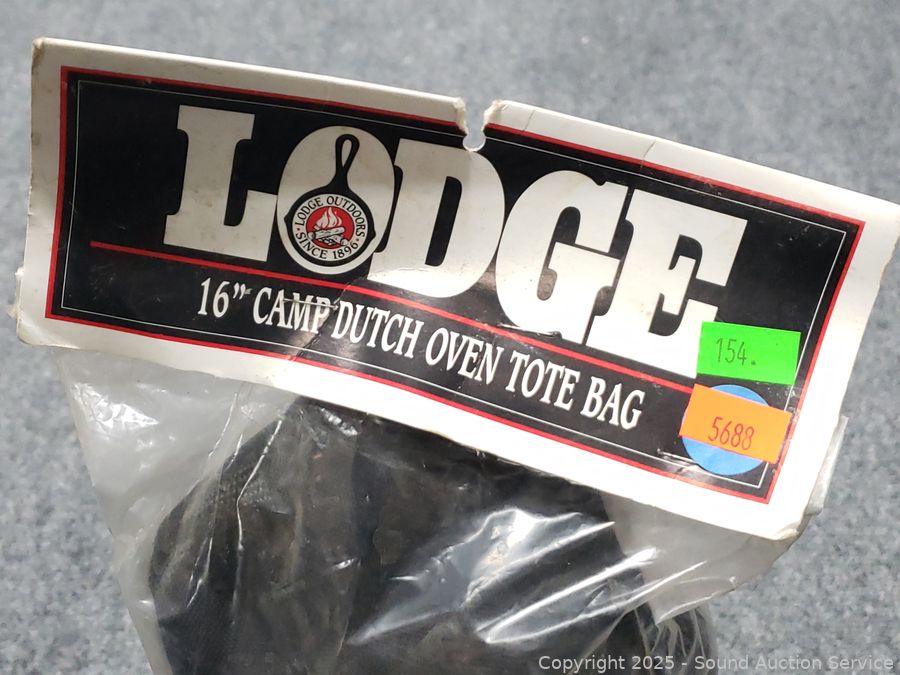 LODGE
LODGE OUTDOORS
• SINCE 1896 •
16” CAMP DUTCH OVEN TOTE BAG
154.
5688
Copyright 2025 - Sound Auction Service